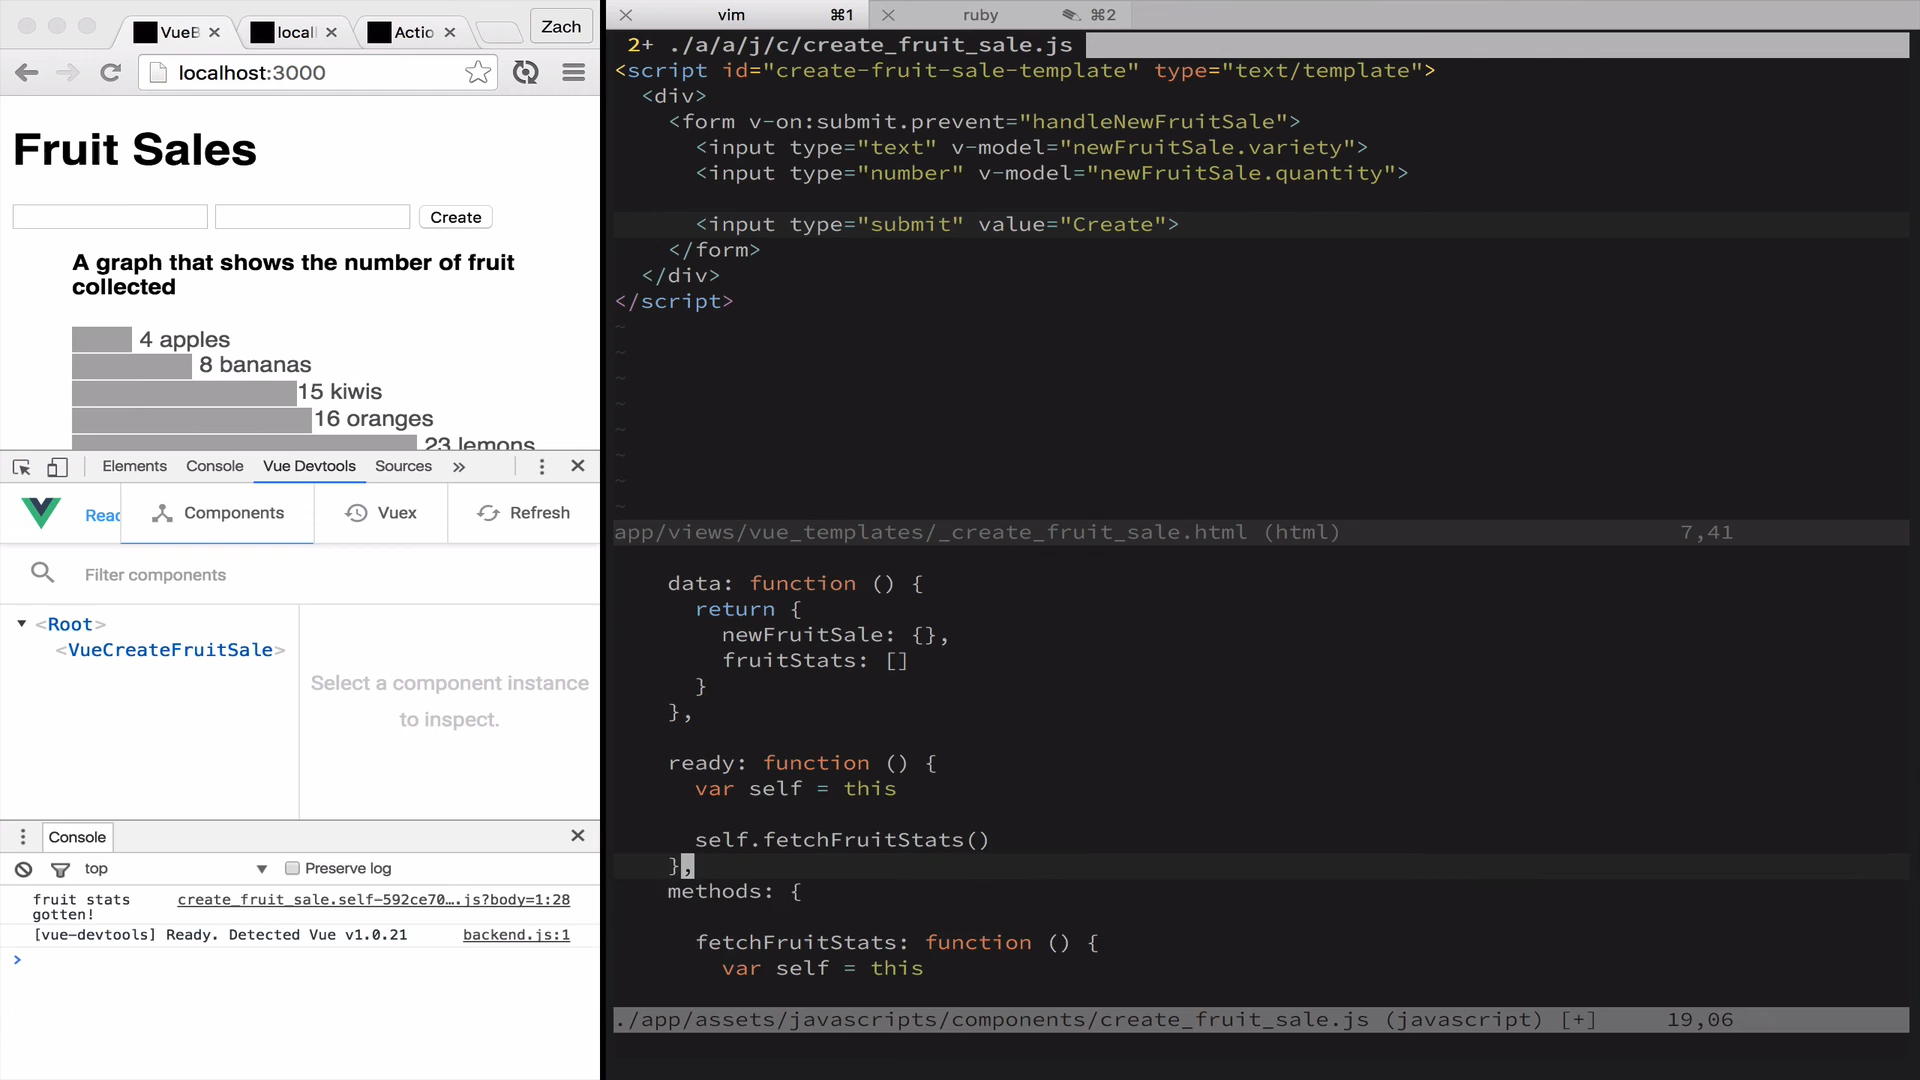 VueB
locall
Actio
Zach
localhost:3000
Fruit Sales
Create
A graph that shows the number of fruit
collected
4 apples
8 bananas
15 kiwis
16 oranges
23 lemons
Elements Console Vue Devtools Sources »
Read Components Vuex Refresh
Filter components
▼ <Root>
<VueCreateFruitSale>
Select a component instance
to inspect.
Console
top ▼ Preserve log
fruit stats create_fruit_sale.self-592ce70….js?body=1:28
gotten!
[vue-devtools] Ready. Detected Vue v1.0.21 backend.js:1
>
vim ⌘1 ruby ⌘2
2+ ./a/a/j/c/create_fruit_sale.js
<script id="create-fruit-sale-template" type="text/template">
<div>
<form v-on:submit.prevent="handleNewFruitSale">
<input type="text" v-model="newFruitSale.variety">
<input type="number" v-model="newFruitSale.quantity">
<input type="submit" value="Create">
</form>
</div>
</script>
~
~
~
~
~
~
~
~
app/views/vue_templates/_create_fruit_sale.html (html) 7,41
data: function () {
return {
newFruitSale: {},
fruitStats: []
}
},
ready: function () {
var self = this
self.fetchFruitStats()
},
methods: {
fetchFruitStats: function () {
var self = this
./app/assets/javascripts/components/create_fruit_sale.js (javascript) [+] 19,06